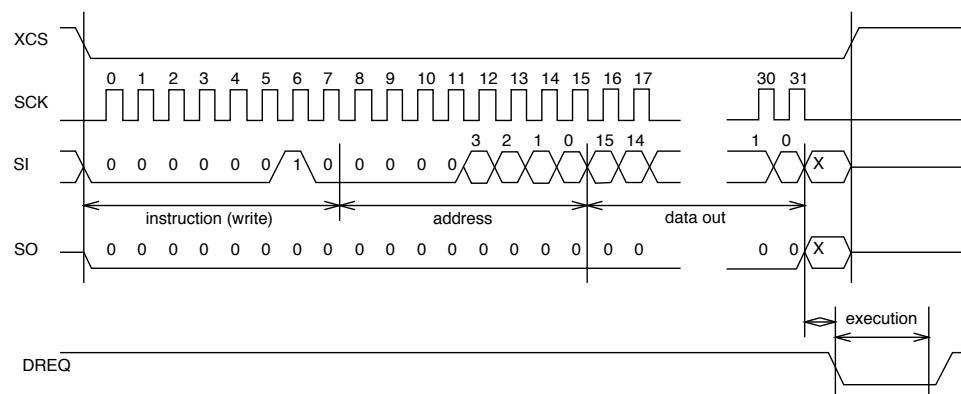 XCS
0 1 2 3 4 5 6 7 8 9 10 11 12 13 14 15 16 17 30 31
SCK
3 2 1 0 15 14 1 0
SI 0 0 0 0 0 0 1 0 0 0 0 0 X
instruction (write) address data out
SO 0 0 0 0 0 0 0 0 0 0 0 0 0 0 0 0 0 0 0 0 X
execution
DREQ